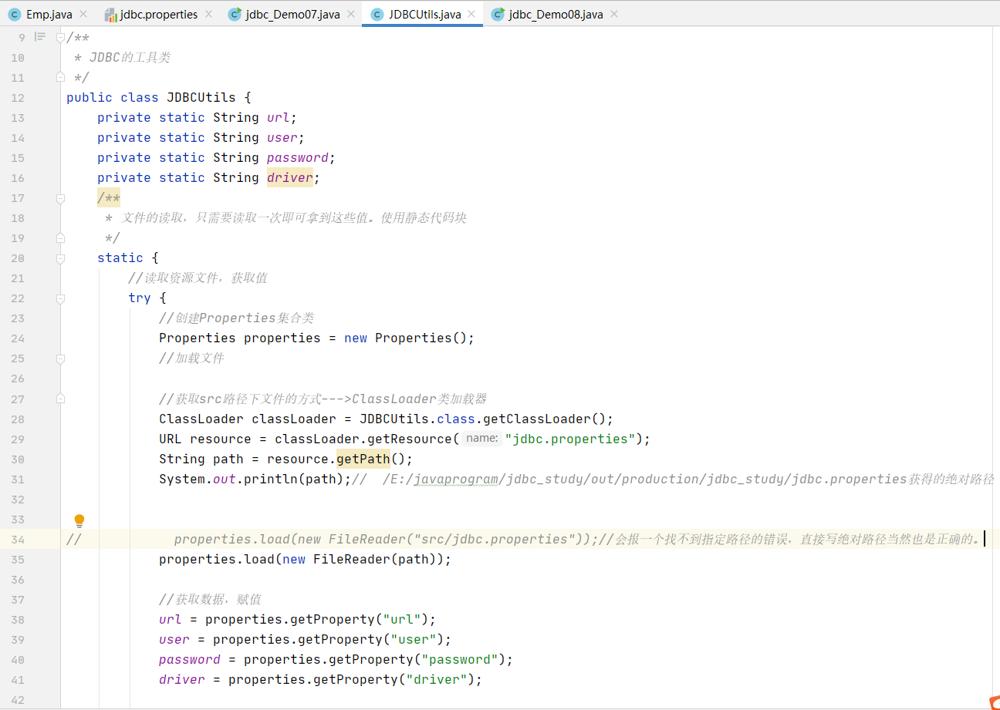 Emp.java jdbc.properties jdbc_Demo07.java JDBCUtils.java jdbc_Demo08.java
9 /**
10 * JDBC的工具类
11 */
12 public class JDBCUtils {
13 private static String url;
14 private static String user;
15 private static String password;
16 private static String driver;
17 /**
18 * 文件的读取，只需要读取一次即可拿到这些值。使用静态代码块
19 */
20 static {
21 //读取资源文件，获取值
22 try {
23 //创建Properties集合类
24 Properties properties = new Properties();
25 //加载文件
26
27 //获取src路径下文件的方式--->ClassLoader类加载器
28 ClassLoader classLoader = JDBCUtils.class.getClassLoader();
29 URL resource = classLoader.getResource( name: "jdbc.properties");
30 String path = resource.getPath();
31 System.out.println(path);// /E:/javaprogram/jdbc_study/out/production/jdbc_study/jdbc.properties获得的绝对路径
32
33
34 // properties.load(new FileReader("src/jdbc.properties"));//会报一个找不到指定路径的错误，直接写绝对路径当然也是正确的。
35 properties.load(new FileReader(path));
36
37 //获取数据，赋值
38 url = properties.getProperty("url");
39 user = properties.getProperty("user");
40 password = properties.getProperty("password");
41 driver = properties.getProperty("driver");
42